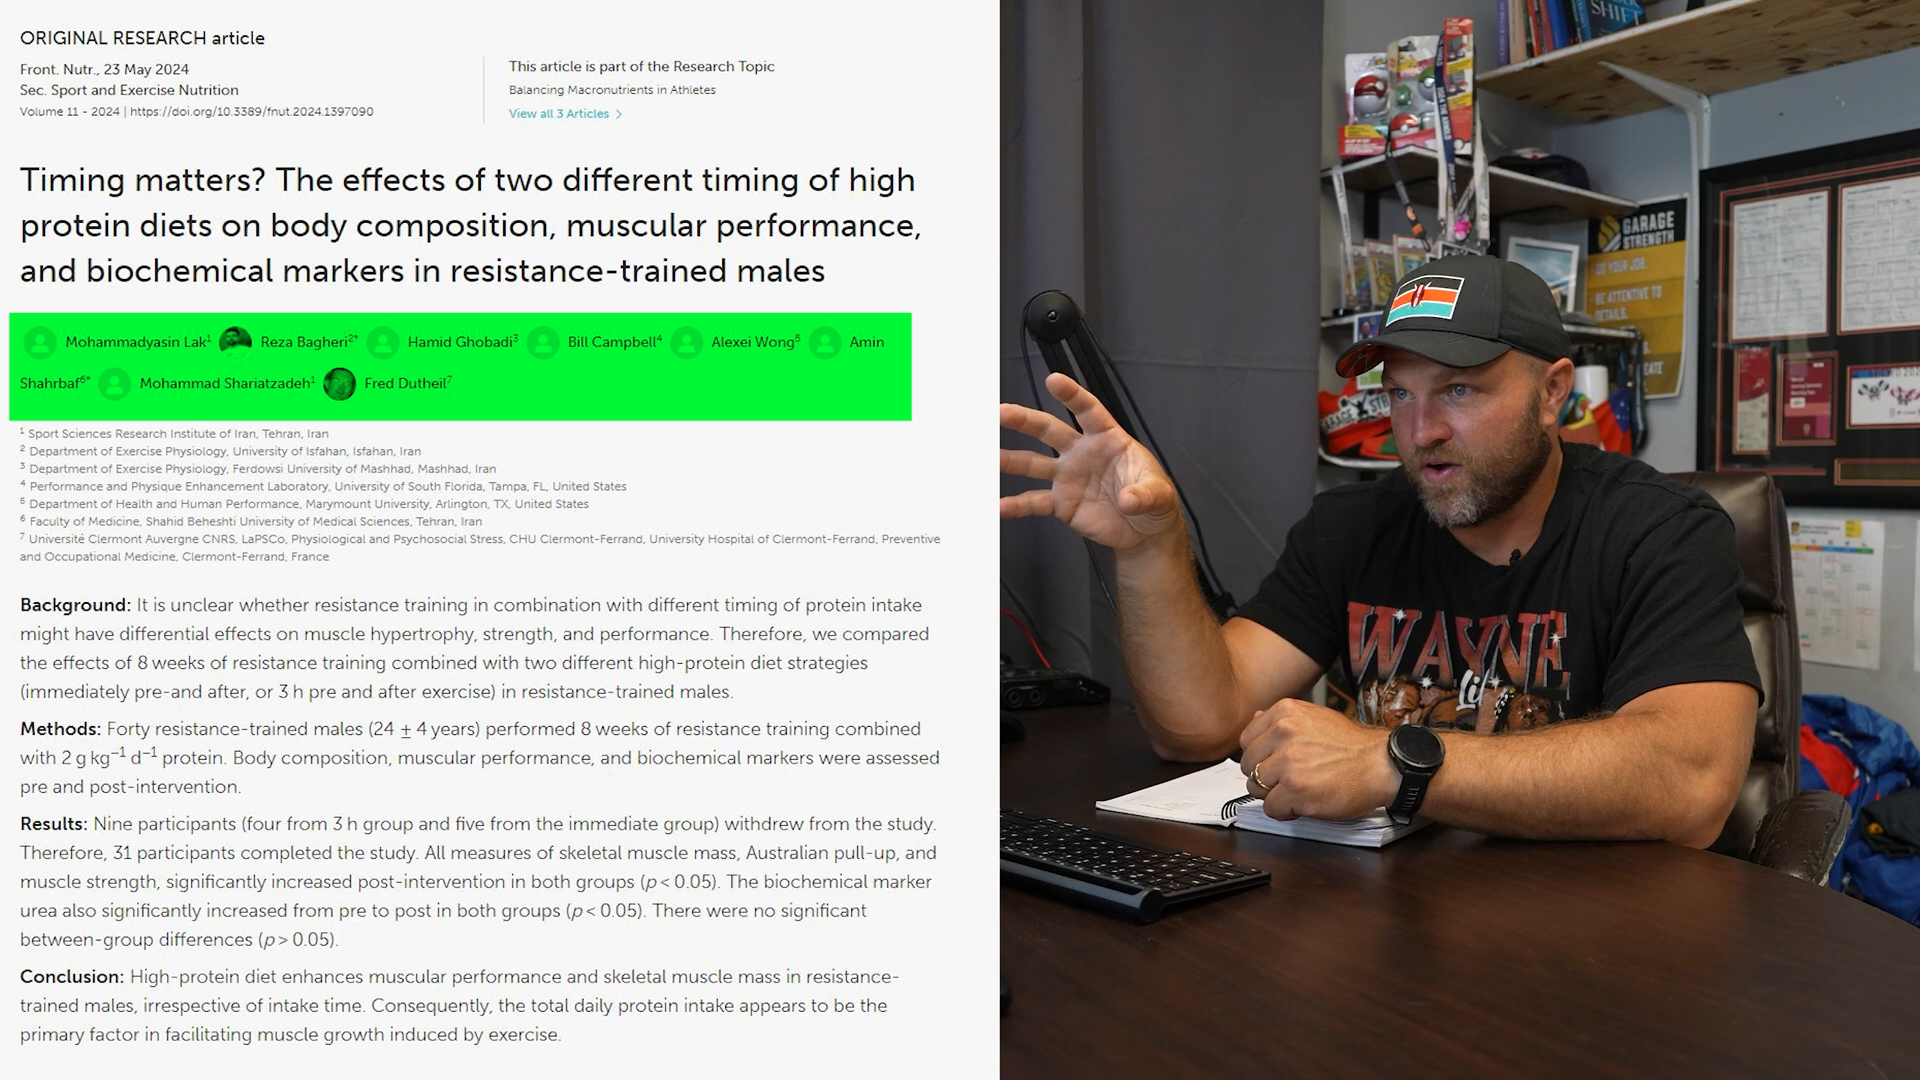 ORIGINAL RESEARCH article
Front. Nutr., 23 May 2024
Sec. Sport and Exercise Nutrition
Volume 11 - 2024 | https://doi.org/10.3389/fnut.2024.1397090
This article is part of the Research Topic
Balancing Macronutrients in Athletes
View all 3 Articles >
Timing matters? The effects of two different timing of high
protein diets on body composition, muscular performance,
and biochemical markers in resistance-trained males
Mohammadyasin Lak1 Reza Bagheri2* Hamid Ghobadi3 Bill Campbell4 Alexei Wong5 Amin
Shahrbaf6* Mohammad Shariatzadeh1 Fred Dutheil7
1 Sport Sciences Research Institute of Iran, Tehran, Iran
2 Department of Exercise Physiology, University of Isfahan, Isfahan, Iran
3 Department of Exercise Physiology, Ferdowsi University of Mashhad, Mashhad, Iran
4 Performance and Physique Enhancement Laboratory, University of South Florida, Tampa, FL, United States
5 Department of Health and Human Performance, Marymount University, Arlington, TX, United States
6 Faculty of Medicine, Shahid Beheshti University of Medical Sciences, Tehran, Iran
7 Université Clermont Auvergne CNRS, LaPSCo, Physiological and Psychosocial Stress, CHU Clermont-Ferrand, University Hospital of Clermont-Ferrand, Preventive
and Occupational Medicine, Clermont-Ferrand, France
Background: It is unclear whether resistance training in combination with different timing of protein intake
might have differential effects on muscle hypertrophy, strength, and performance. Therefore, we compared
the effects of 8 weeks of resistance training combined with two different high-protein diet strategies
(immediately pre-and after, or 3 h pre and after exercise) in resistance-trained males.
Methods: Forty resistance-trained males (24 ± 4 years) performed 8 weeks of resistance training combined
with 2 g kg−1 d−1 protein. Body composition, muscular performance, and biochemical markers were assessed
pre and post-intervention.
Results: Nine participants (four from 3 h group and five from the immediate group) withdrew from the study.
Therefore, 31 participants completed the study. All measures of skeletal muscle mass, Australian pull-up, and
muscle strength, significantly increased post-intervention in both groups (p < 0.05). The biochemical marker
urea also significantly increased from pre to post in both groups (p < 0.05). There were no significant
between-group differences (p > 0.05).
Conclusion: High-protein diet enhances muscular performance and skeletal muscle mass in resistance-
trained males, irrespective of intake time. Consequently, the total daily protein intake appears to be the
primary factor in facilitating muscle growth induced by exercise.
SHIFT
GARAGE
STRENGTH
DO YOUR JOB.
BE ATTENTIVE TO
DETAILS.
WAYNE
Lil